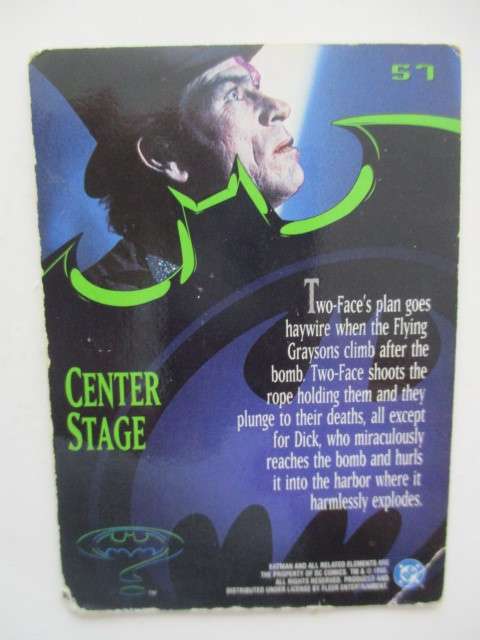 57
Two-Face's plan goes
haywire when the Flying
Graysons climb after the
bomb. Two-Face shoots the
rope holding them and they
plunge to their deaths, all except
for Dick, who miraculously
reaches the bomb and hurls
it into the harbor where it
harmlessly explodes.
CENTER
STAGE
TM
BATMAN AND ALL RELATED ELEMENTS ARE
THE PROPERTY OF DC COMICS. TM & © 1995.
ALL RIGHTS RESERVED. PRODUCED AND
DISTRIBUTED UNDER LICENSE BY FLEER ENTERTAINMENT.
DC